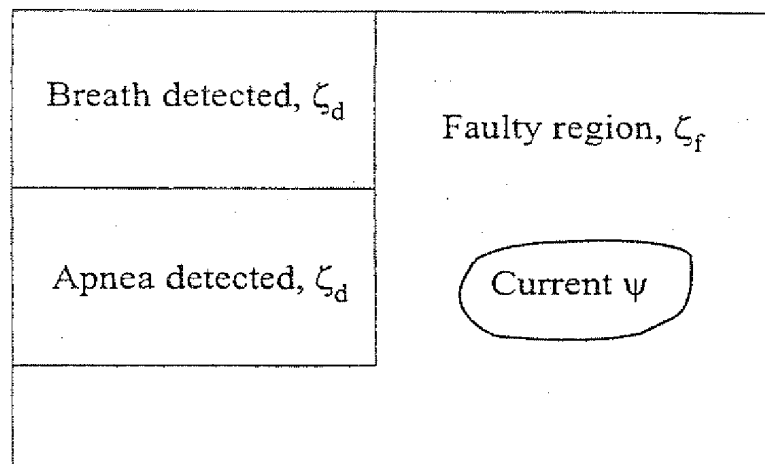 Breath detected, ζd
Faulty region, ζf
Apnea detected, ζd
Current ψ